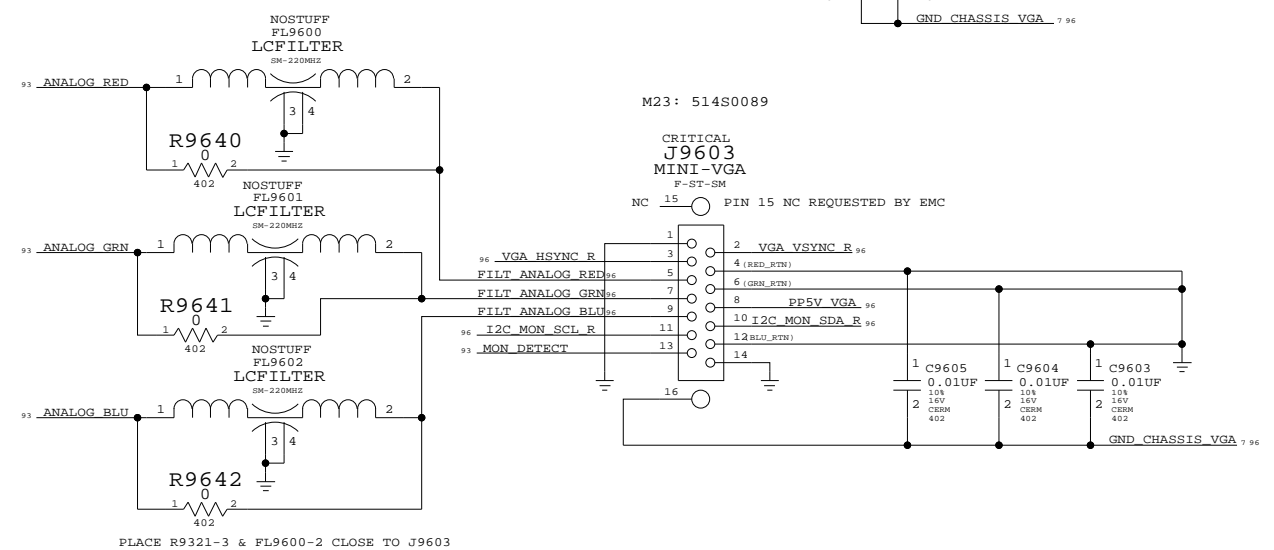 GND_CHASSIS_VGA 7 96
NOSTUFF
FL9600
LCFILTER
SM-220MHZ
93 ANALOG_RED 1 2
3 4
R9640
0
1 2
402
M23: 514S0089
CRITICAL
J9603
MINI-VGA
F-ST-SM
NC 15 PIN 15 NC REQUESTED BY EMC
NOSTUFF
FL9601
LCFILTER
SM-220MHZ
93 ANALOG_GRN 1 2
3 4
R9641
0
1 2
402
1
96 VGA_HSYNC_R 3
FILT_ANALOG_RED 96 5
FILT_ANALOG_GRN 96 7
FILT_ANALOG_BLU 96 9
96 I2C_MON_SCL_R 11
93 MON_DETECT 13
2 VGA_VSYNC_R 96
4 (RED_RTN)
6 (GRN_RTN)
8 PP5V_VGA 96
10 I2C_MON_SDA_R 96
12 (BLU_RTN)
14
16
NOSTUFF
FL9602
LCFILTER
SM-220MHZ
93 ANALOG_BLU 1 2
3 4
R9642
0
1 2
402
1 C9605
0.01UF
10%
16V
2 CERM
402
1 C9604
0.01UF
10%
16V
2 CERM
402
1 C9603
0.01UF
10%
16V
2 CERM
402
GND_CHASSIS_VGA 7 96
PLACE R9321-3 & FL9600-2 CLOSE TO J9603